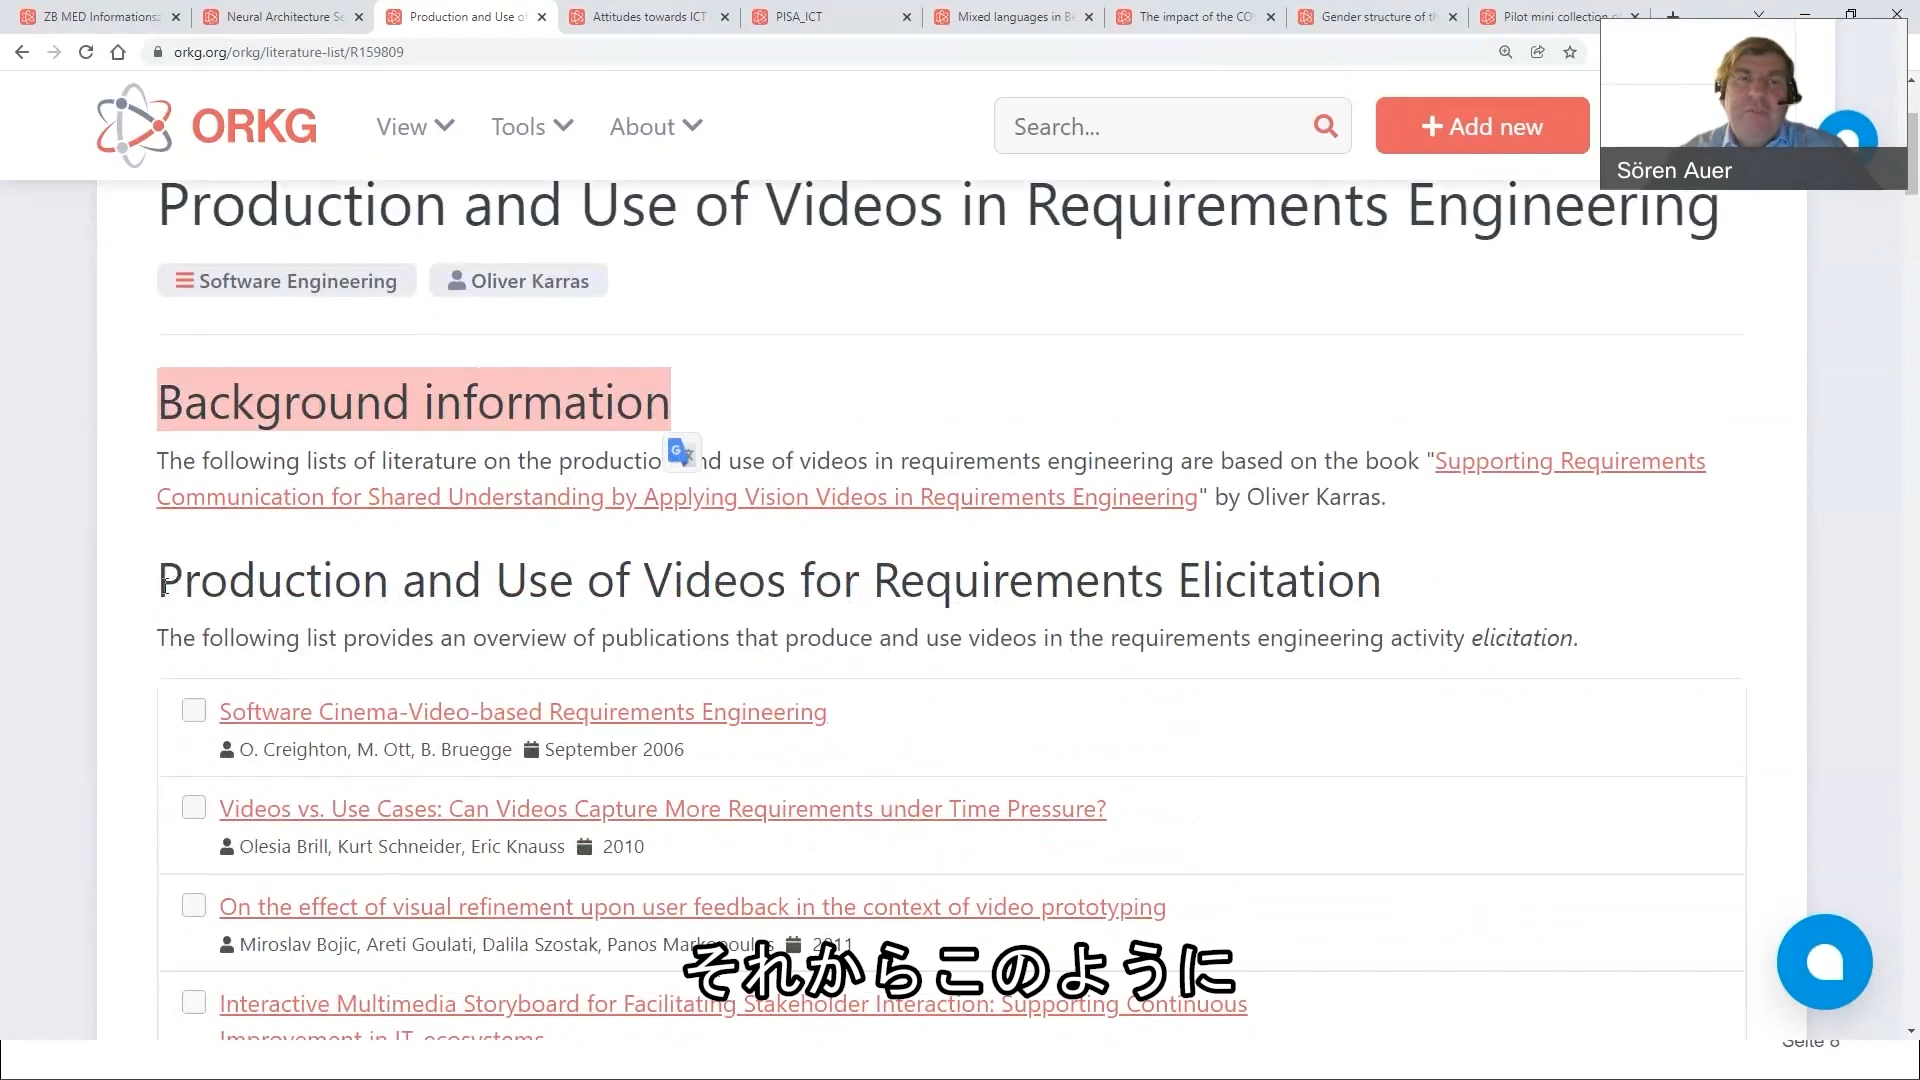 ZB MED Informations
Neural Architecture Se
Production and Use o
Attitudes towards ICT
PISA_ICT
Mixed languages in B
The impact of the CO
Gender structure of th
Pilot mini collection
orkg.org/orkg/literature-list/R159809
ORKG
View
Tools
About
Search...
Add new
Sören Auer
Production and Use of Videos in Requirements Engineering
Software Engineering
Oliver Karras
Background information
The following lists of literature on the productio nd use of videos in requirements engineering are based on the book "Supporting Requirements
Communication for Shared Understanding by Applying Vision Videos in Requirements Engineering" by Oliver Karras.
Production and Use of Videos for Requirements Elicitation
The following list provides an overview of publications that produce and use videos in the requirements engineering activity elicitation.
Software Cinema-Video-based Requirements Engineering
O. Creighton, M. Ott, B. Bruegge September 2006
Videos vs. Use Cases: Can Videos Capture More Requirements under Time Pressure?
Olesia Brill, Kurt Schneider, Eric Knauss 2010
On the effect of visual refinement upon user feedback in the context of video prototyping
Miroslav Bojic, Areti Goulati, Dalila Szostak, Panos Markopoulos 2011
それからこのように
Interactive Multimedia Storyboard for Facilitating Stakeholder Interaction: Supporting Continuous
Improvement in IT-ecosystems
Seite 8